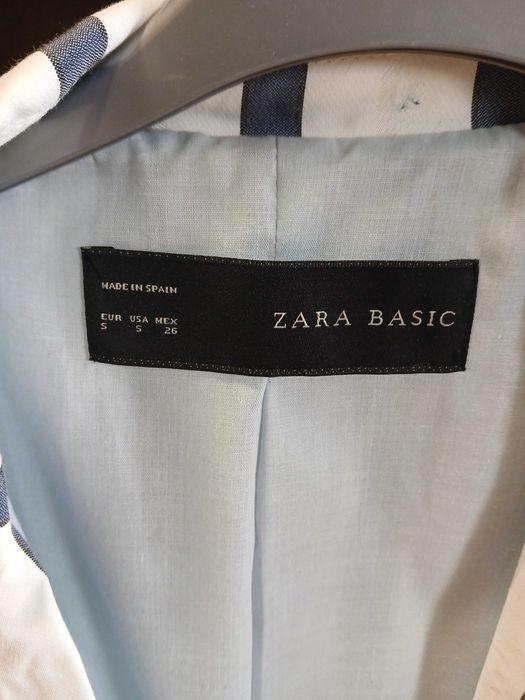 MADE IN SPAIN
EUR USA MEX
S S 26
ZARA BASIC